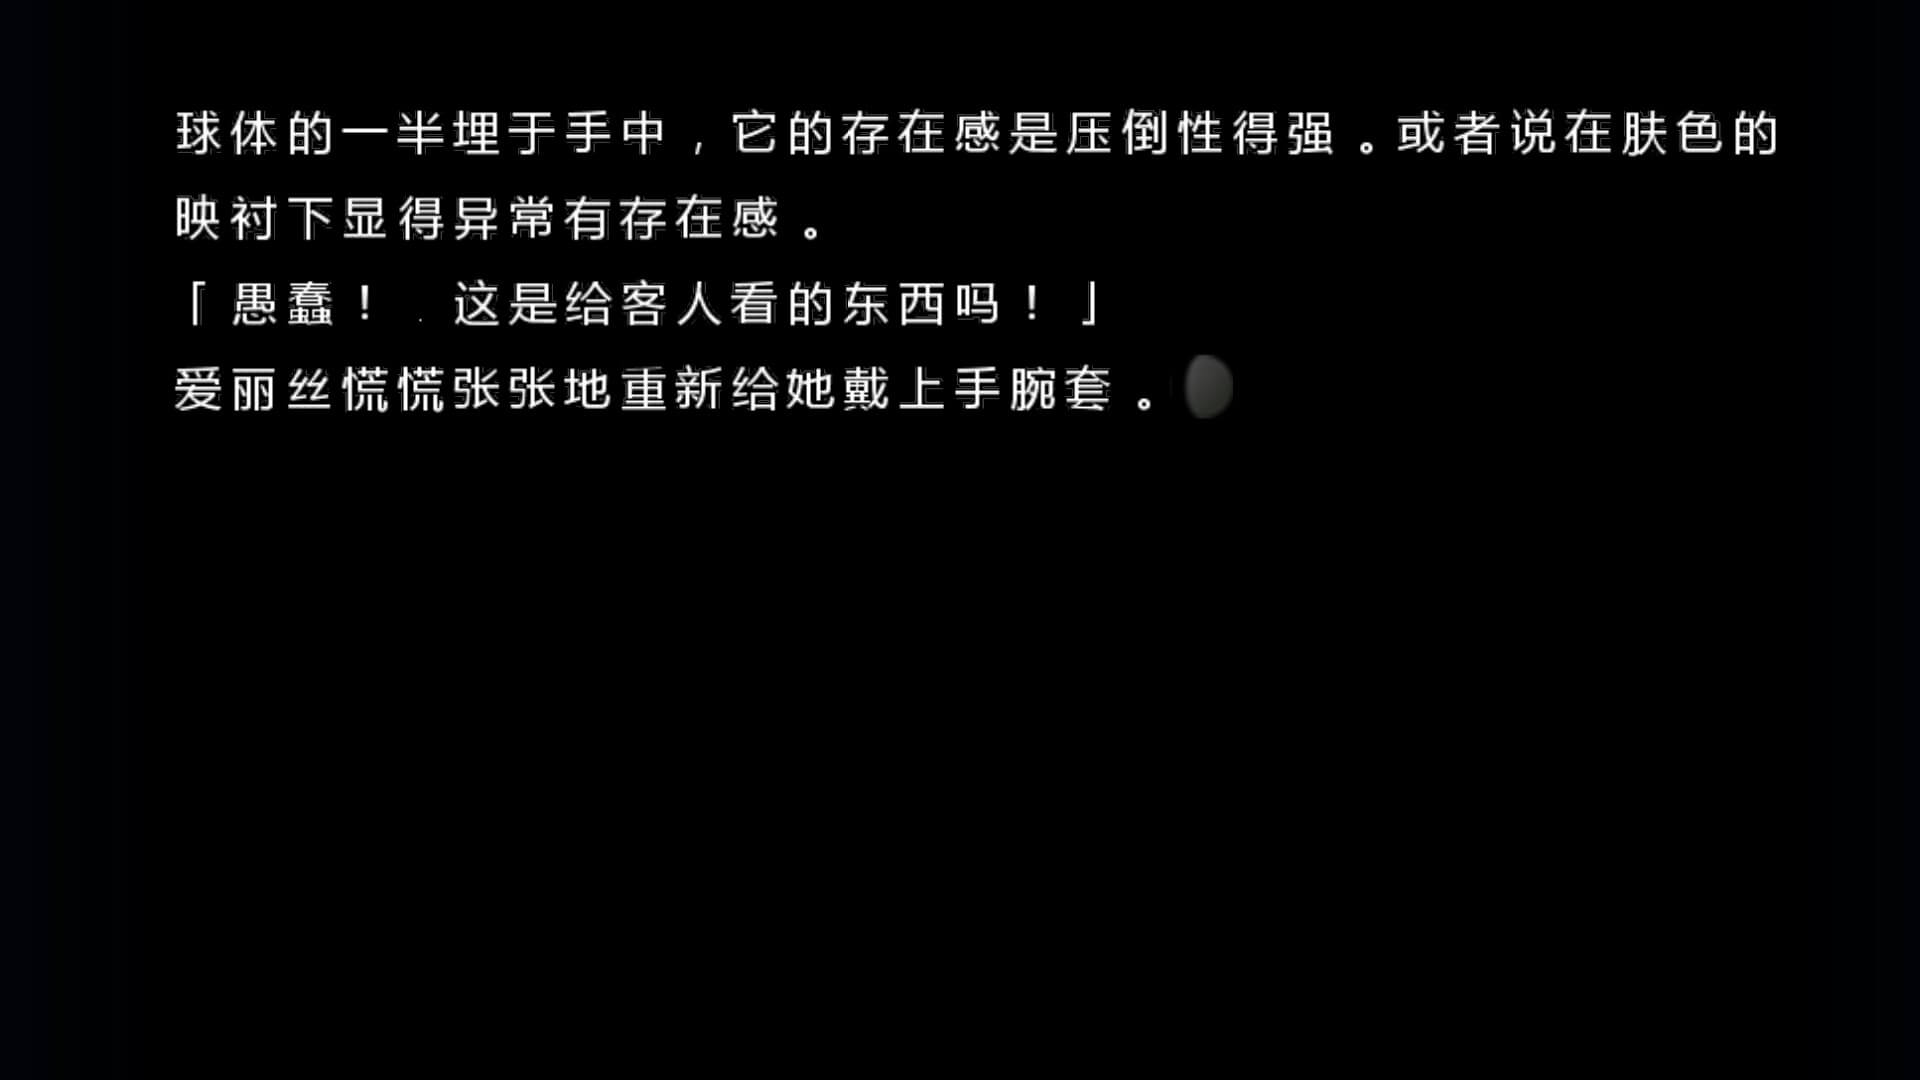 球体的一半埋于手中，它的存在感是压倒性得强。或者说在肤色的
映衬下显得异常有存在感。
「愚蠢！ 这是给客人看的东西吗！」
爱丽丝慌慌张张地重新给她戴上手腕套。